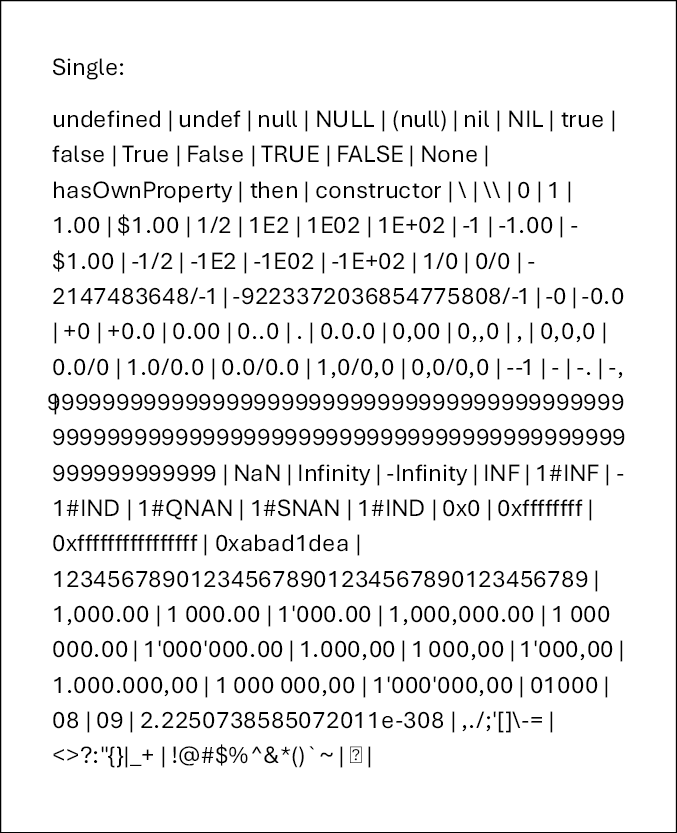 Single:
undefined | undef | null | NULL | (null) | nil | NIL | true |
false | True | False | TRUE | FALSE | None |
hasOwnProperty | then | constructor | \ | \\ | 0 | 1 |
1.00 | $1.00 | 1/2 | 1E2 | 1E02 | 1E+02 | -1 | -1.00 | -
$1.00 | -1/2 | -1E2 | -1E02 | -1E+02 | 1/0 | 0/0 | -
2147483648/-1 | -9223372036854775808/-1 | -0 | -0.0
| +0 | +0.0 | 0.00 | 0..0 | . | 0.0.0 | 0,00 | 0,,0 | , | 0,0,0 |
0.0/0 | 1.0/0.0 | 0.0/0.0 | 1,0/0,0 | 0,0/0,0 | --1 | - | -. | -,
|999999999999999999999999999999999999999999
999999999999999999999999999999999999999999
999999999999 | NaN | Infinity | -Infinity | INF | 1#INF | -
1#IND | 1#QNAN | 1#SNAN | 1#IND | 0x0 | 0xffffffff |
0xffffffffffffffff | 0xabad1dea |
123456789012345678901234567890123456789 |
1,000.00 | 1 000.00 | 1'000.00 | 1,000,000.00 | 1 000
000.00 | 1'000'000.00 | 1.000,00 | 1 000,00 | 1'000,00 |
1.000.000,00 | 1 000 000,00 | 1'000'000,00 | 01000 |
08 | 09 | 2.2250738585072011e-308 | ,./;'[]\-= |
<>?:"{}|_+ | !@#$%^&*()`~ | |